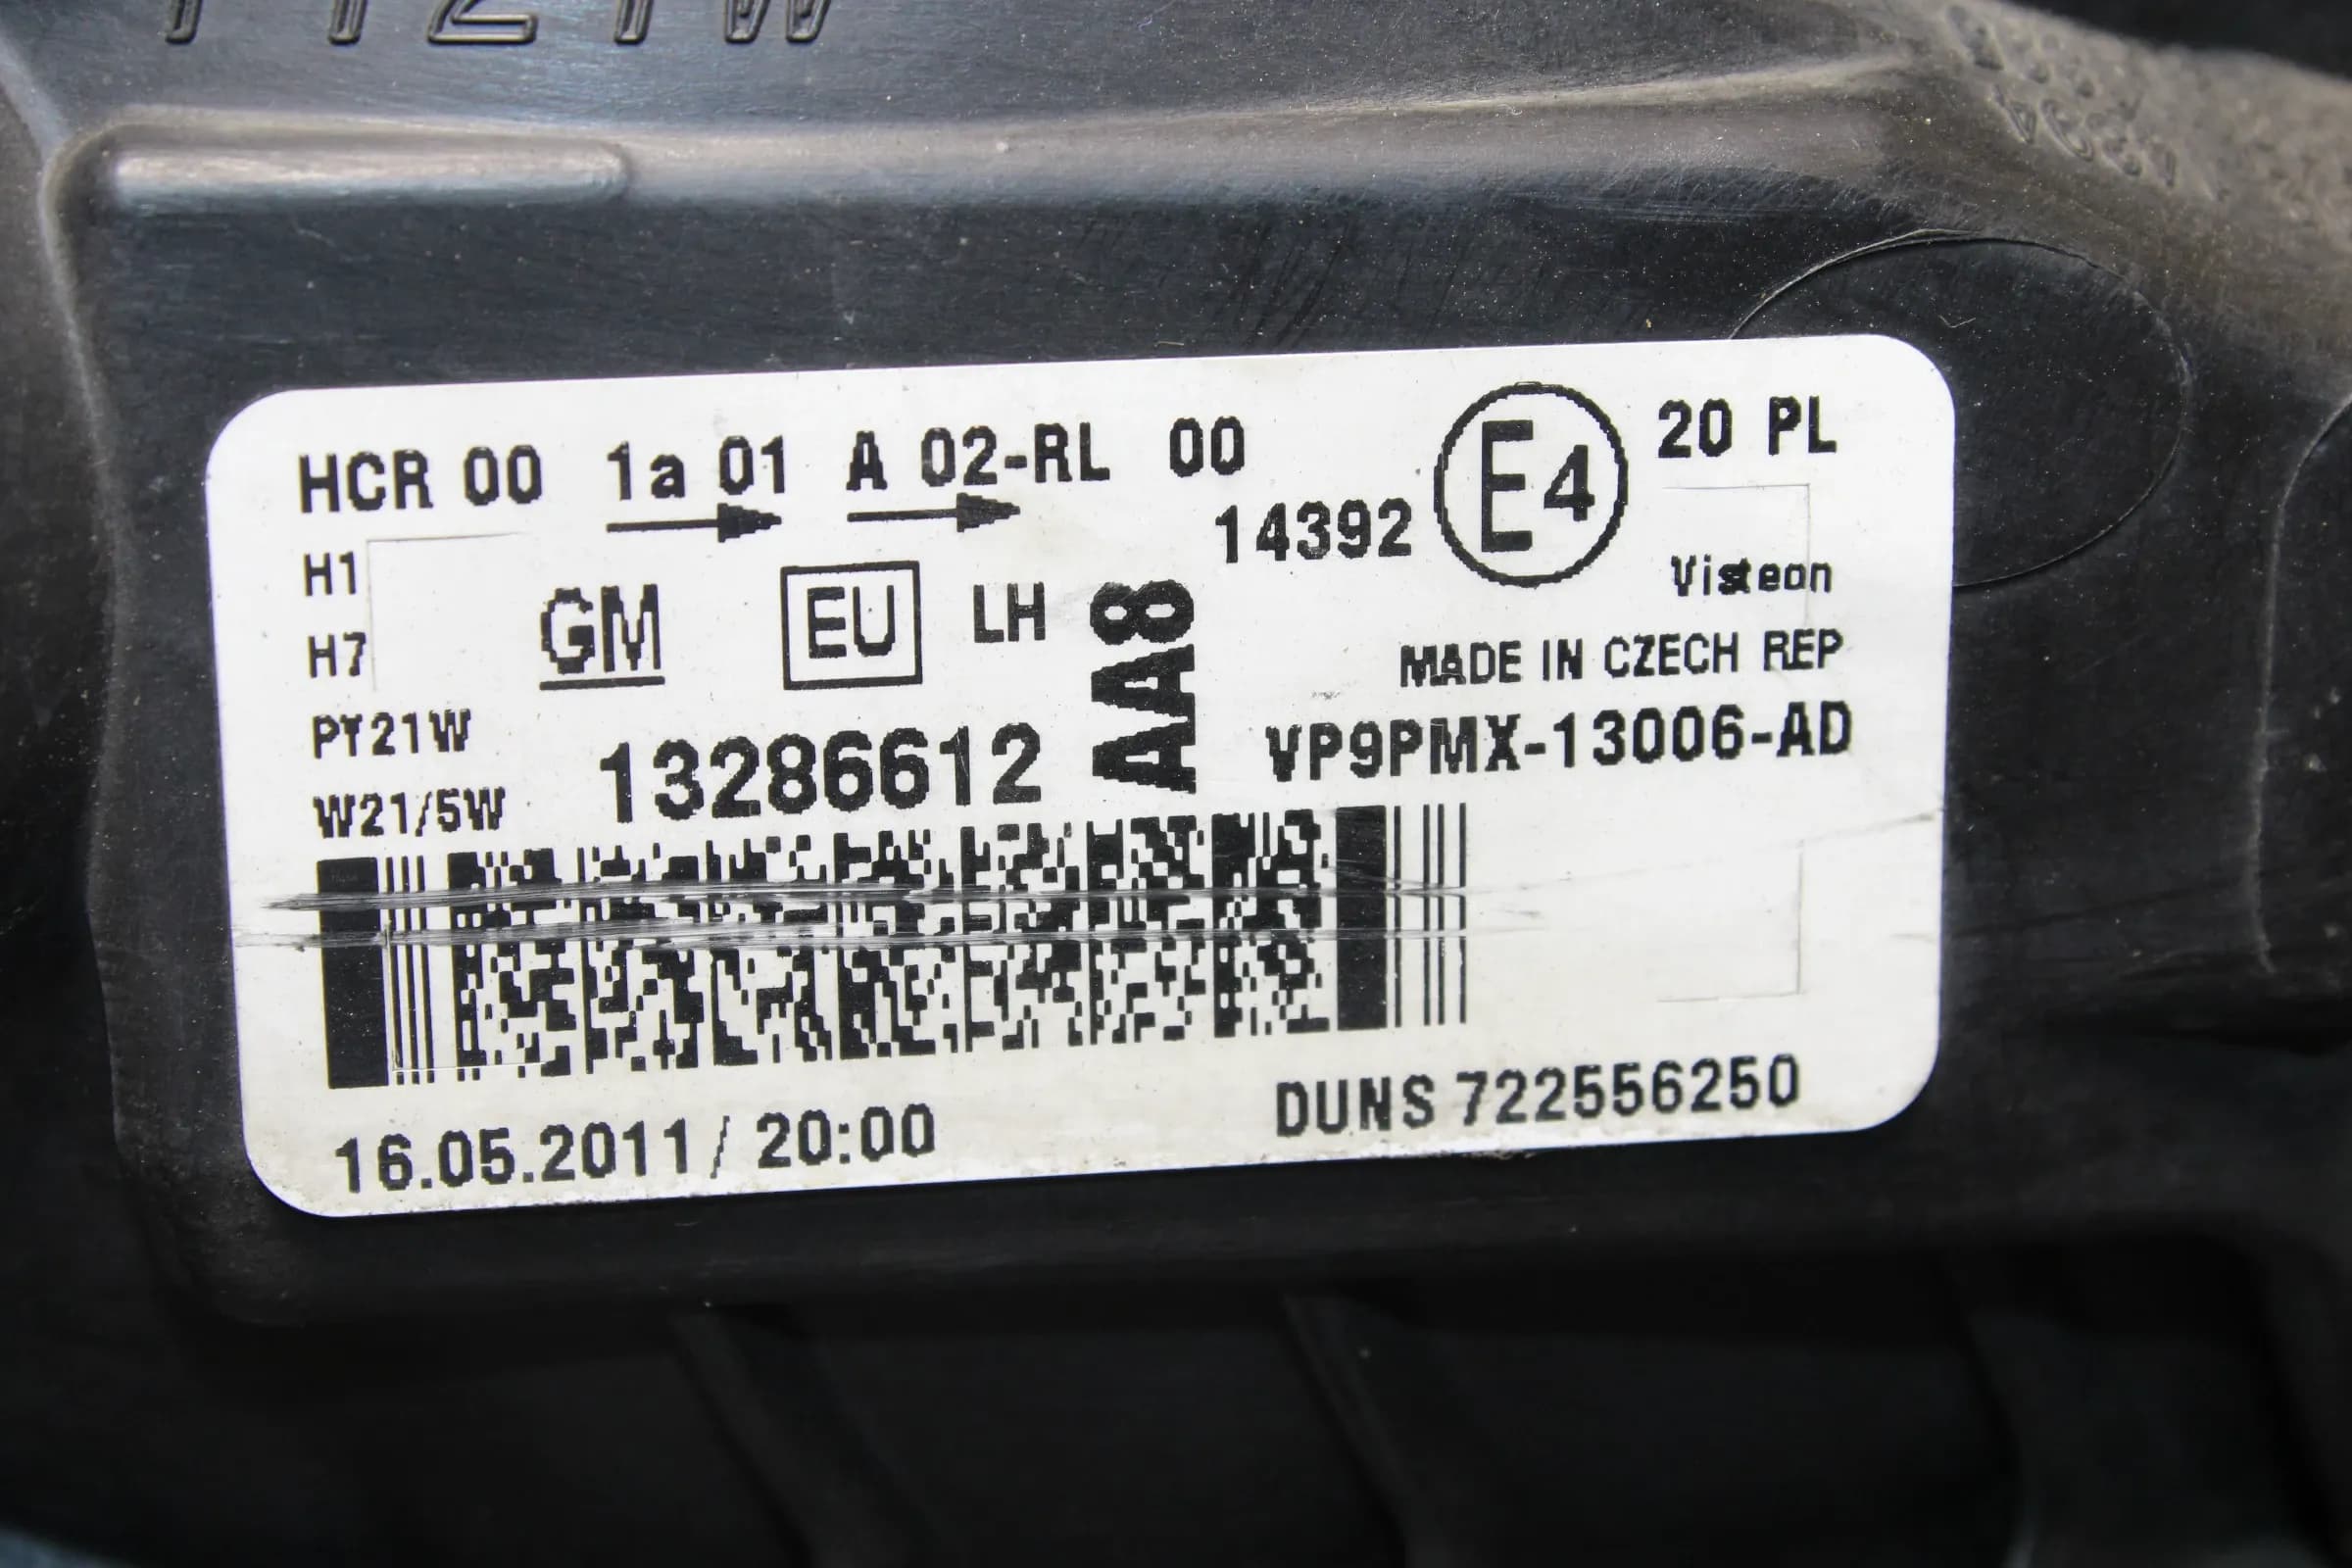 HCR 00 1a 01 A 02-RL 00
14392 E4 20 PL
H1
H7
PY21W
W21/5W
GM EU LH
AA8
Visteon
MADE IN CZECH REP
13286612
VP9PMX-13006-AD
16.05.2011 / 20:00
DUNS 722556250